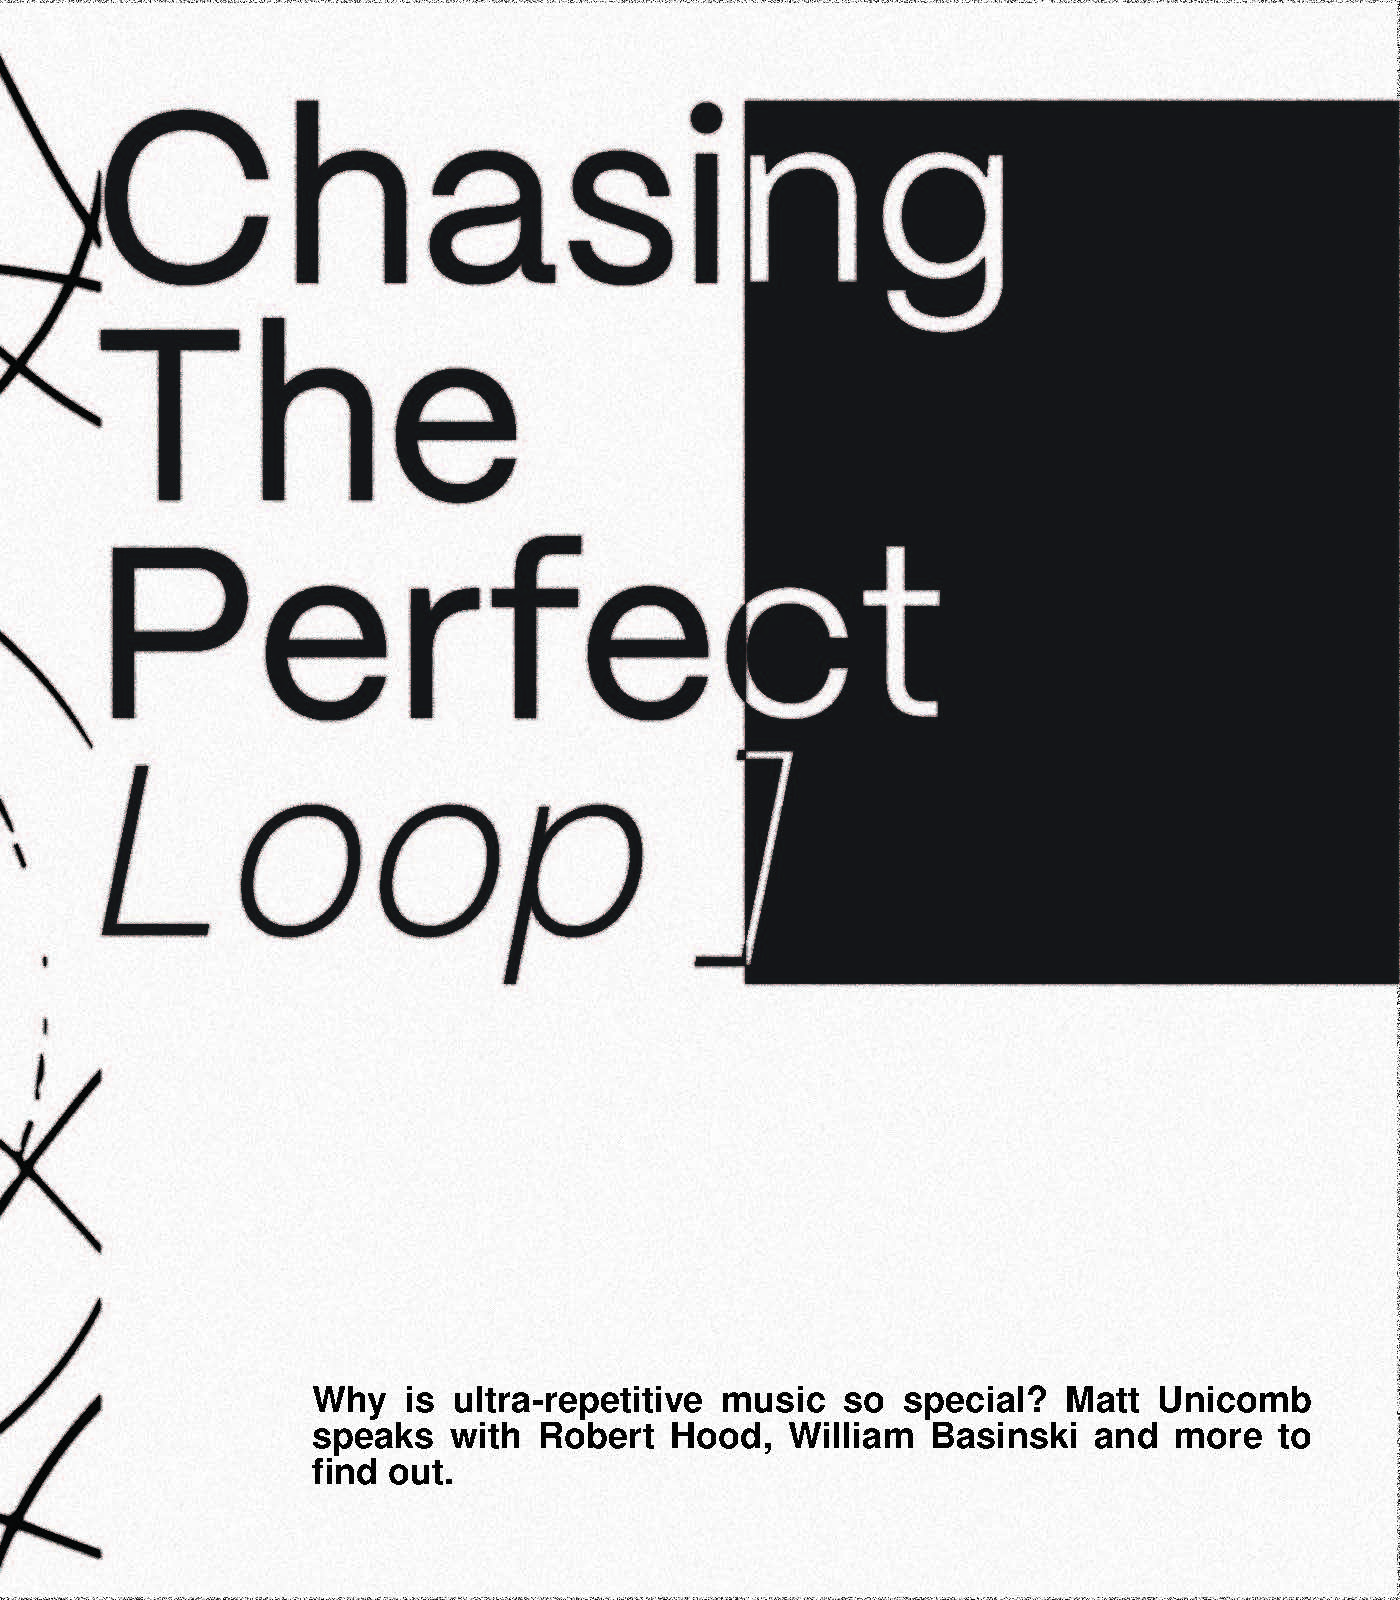 Chasing
The
Perfect
Loop ]
Why is ultra-repetitive music so special? Matt Unicomb
speaks with Robert Hood, William Basinski and more to
find out.